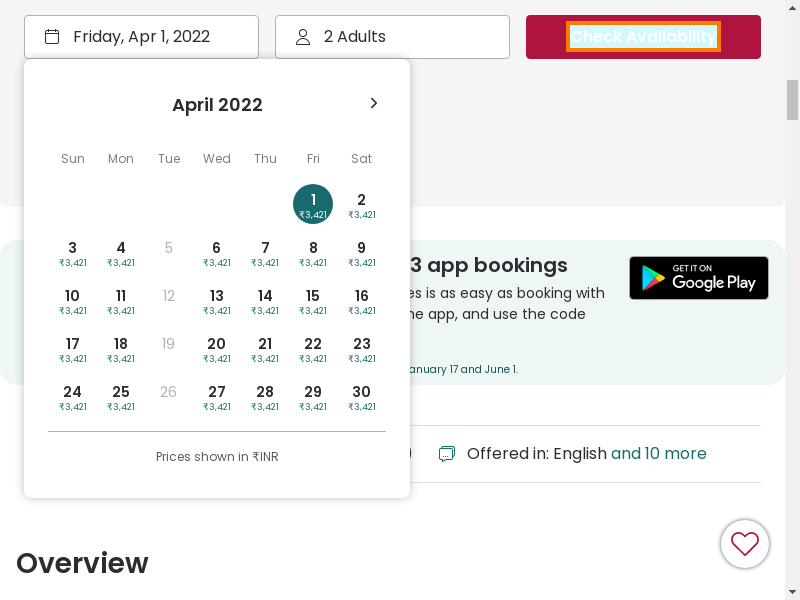 Friday, Apr 1, 2022
2 Adults
Check Availability
April 2022
Sun Mon Tue Wed Thu Fri Sat
1 2
₹3,421 ₹3,421
3 4 5 6 7 8 9
₹3,421 ₹3,421 ₹3,421 ₹3,421 ₹3,421 ₹3,421
10 11 12 13 14 15 16
₹3,421 ₹3,421 ₹3,421 ₹3,421 ₹3,421 ₹3,421
17 18 19 20 21 22 23
₹3,421 ₹3,421 ₹3,421 ₹3,421 ₹3,421 ₹3,421
24 25 26 27 28 29 30
₹3,421 ₹3,421 ₹3,421 ₹3,421 ₹3,421 ₹3,421
Prices shown in ₹INR
3 app bookings
is as easy as booking with
app, and use the code
and June 1.
17
GET IT ON
Google Play
Offered in: English and 10 more
Overview